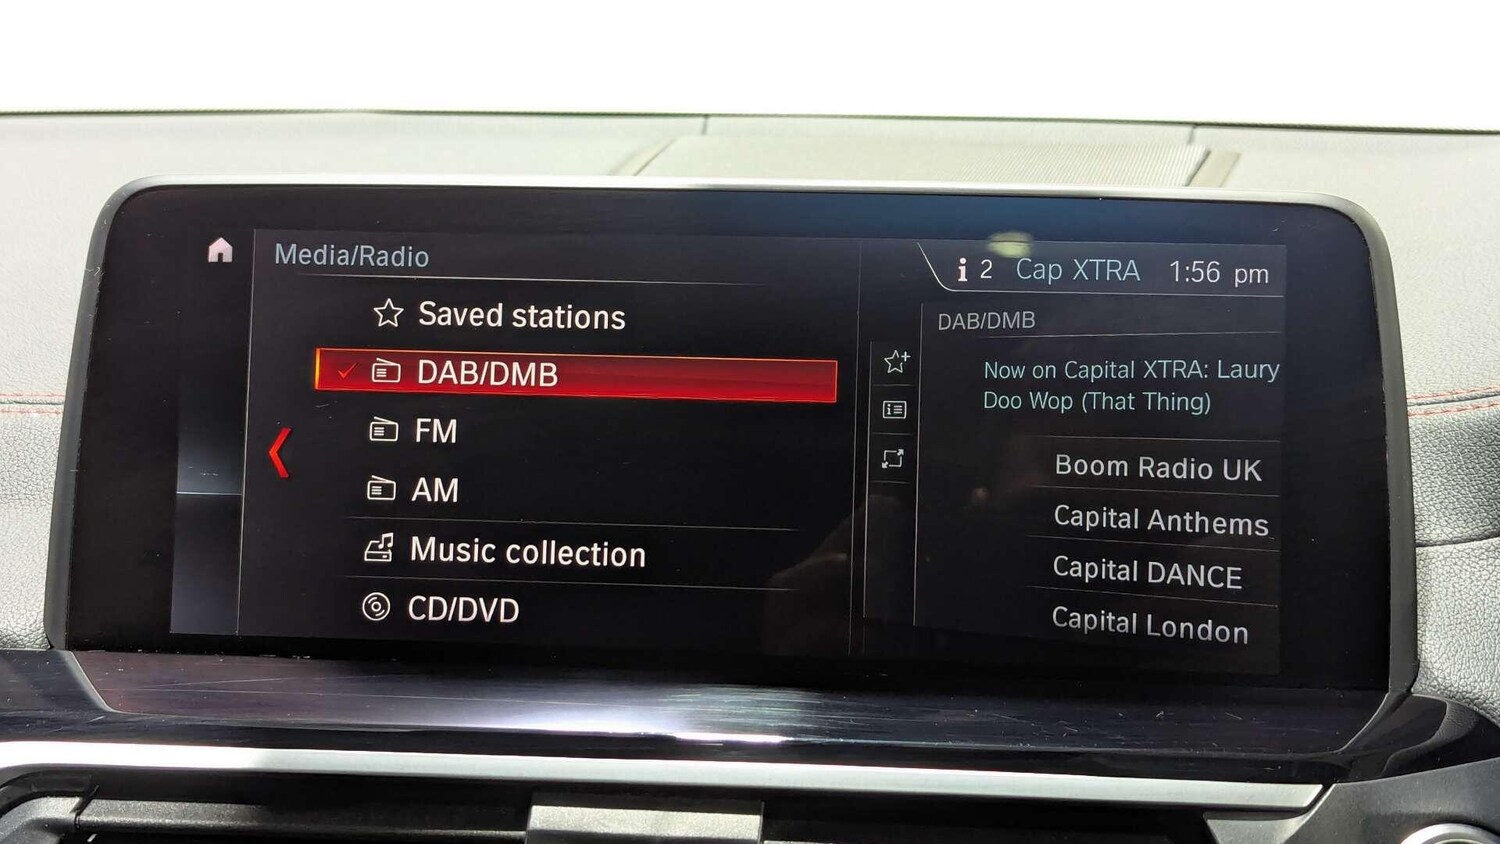 Media/Radio
Saved stations
DAB/DMB
FM
AM
Music collection
CD/DVD
i 2 Cap XTRA 1:56 pm
DAB/DMB
Now on Capital XTRA: Laury
Doo Wop (That Thing)
Boom Radio UK
Capital Anthems
Capital DANCE
Capital London